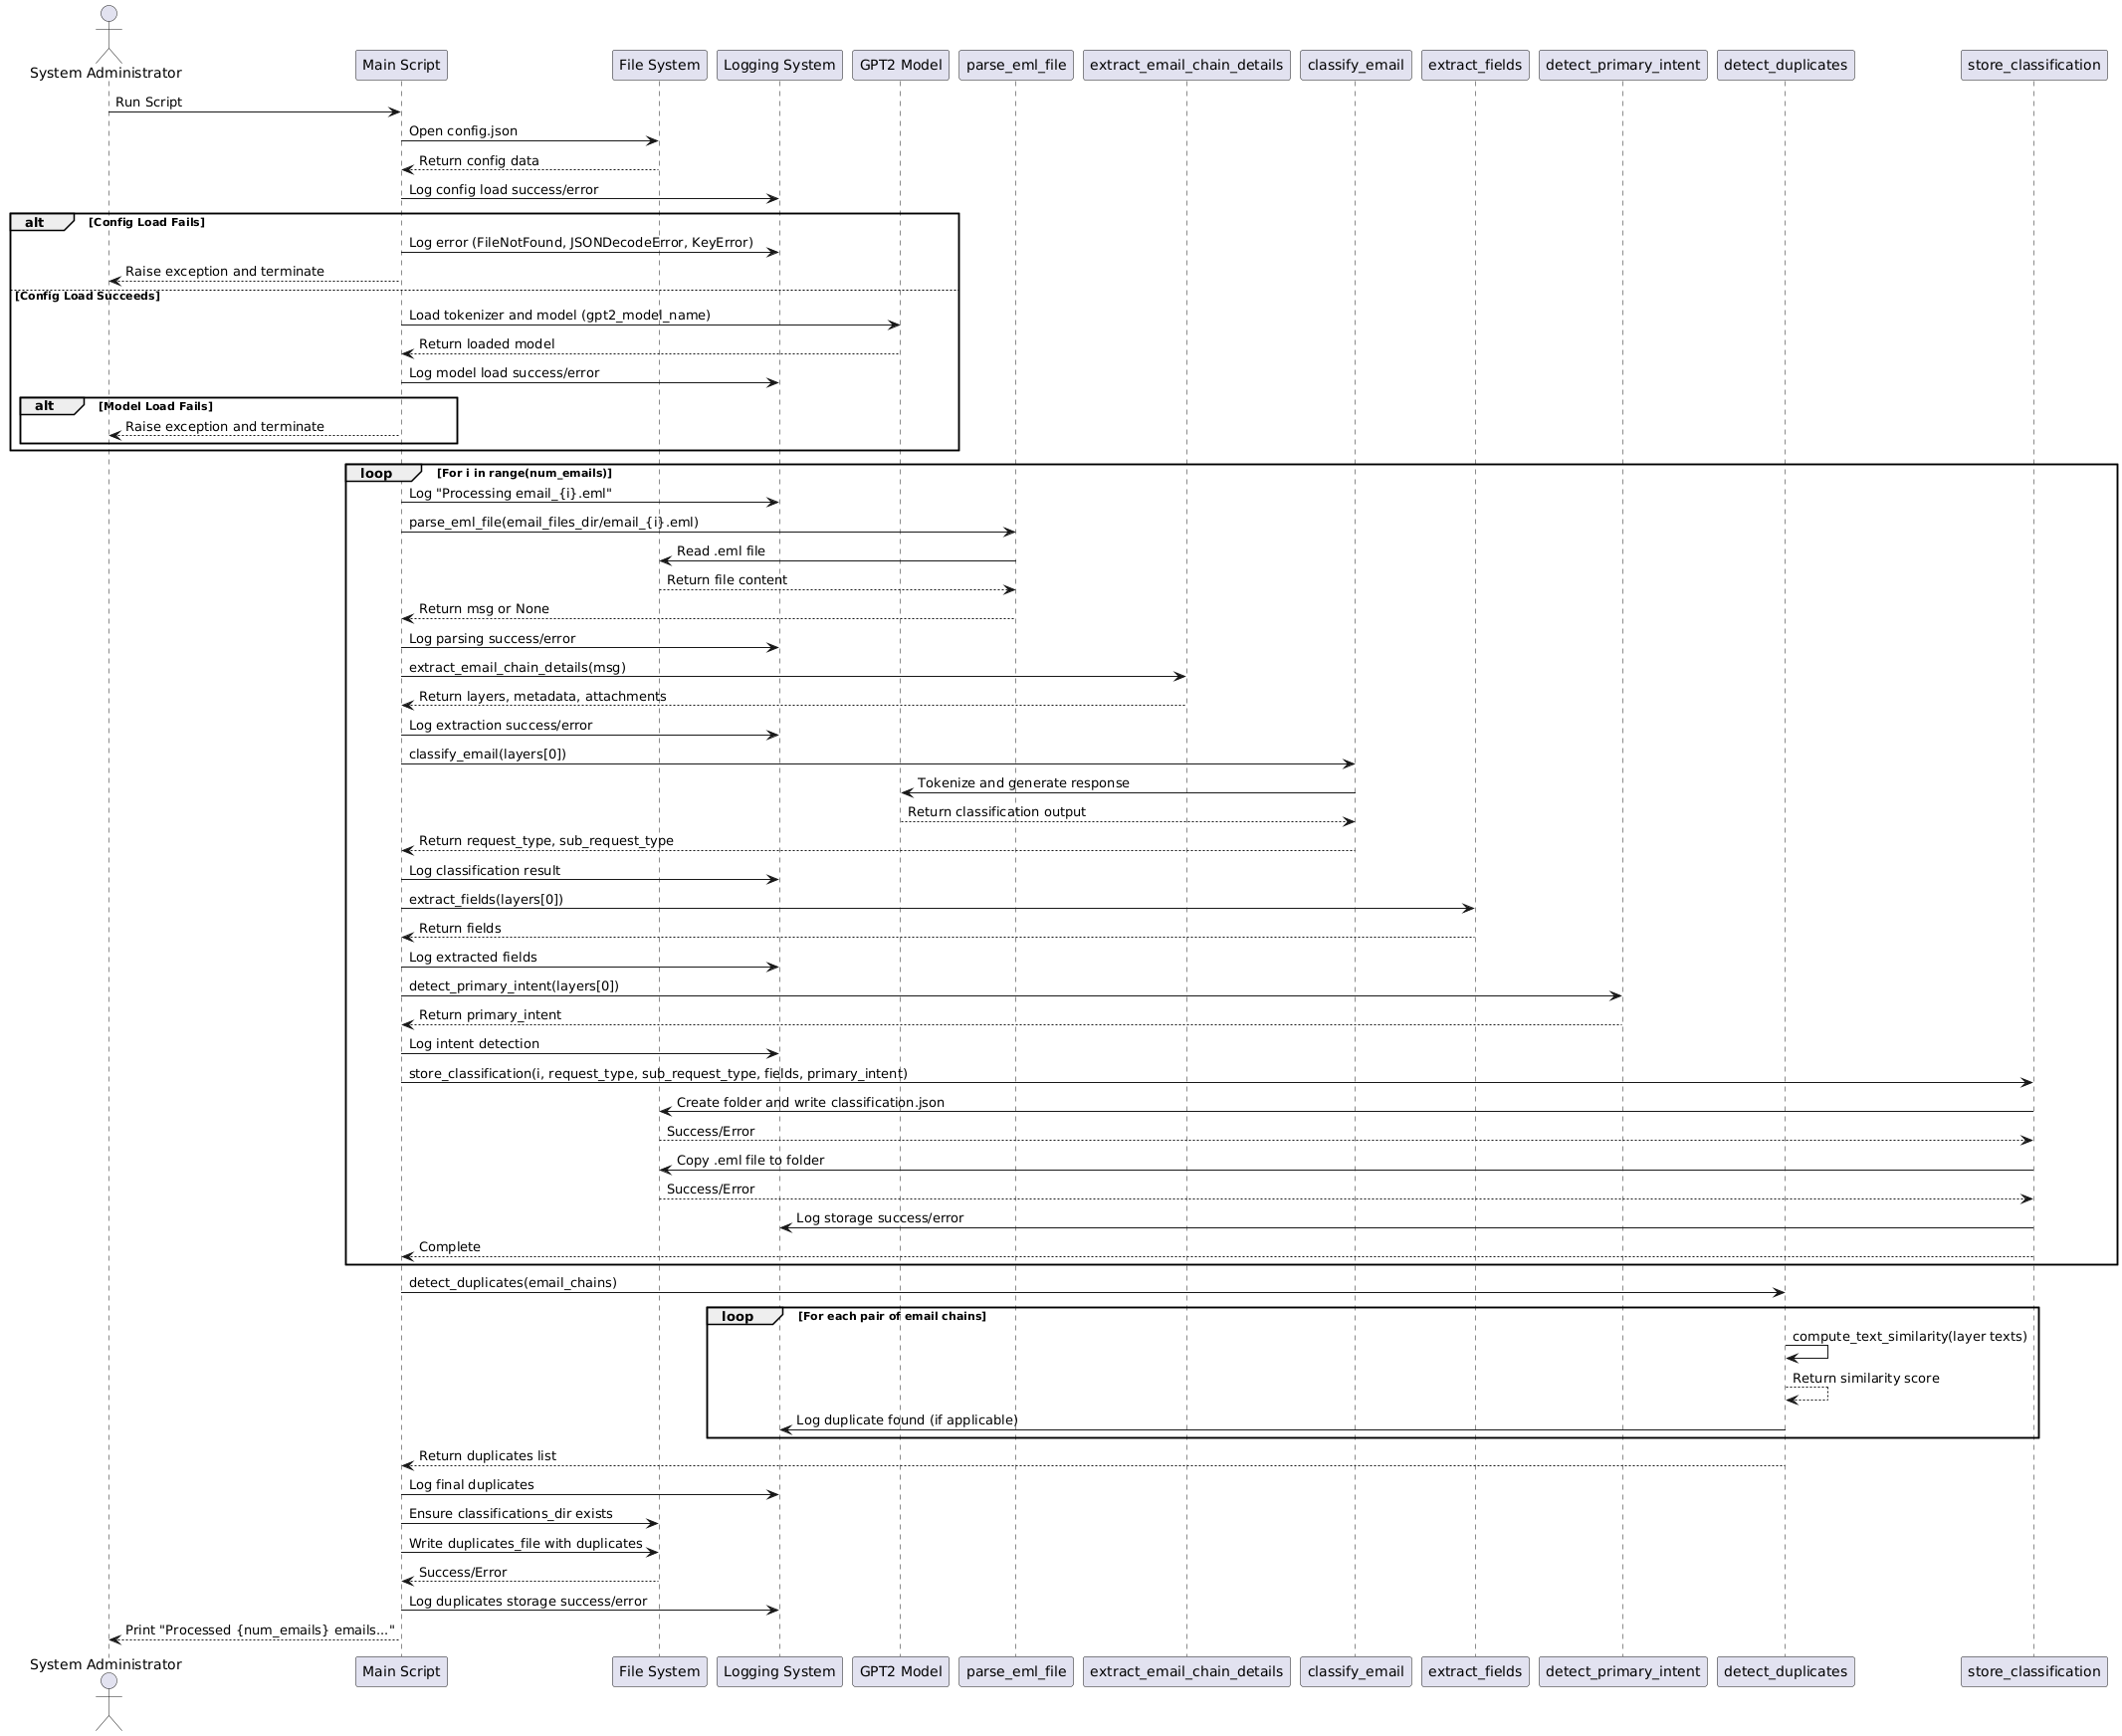 System Administrator
Main Script
File System
Logging System
GPT2 Model
parse_eml_file
extract_email_chain_details
classify_email
extract_fields
detect_primary_intent
detect_duplicates
store_classification
Run Script
Open config.json
Return config data
Log config load success/error
alt [Config Load Fails]
Log error (FileNotFound, JSONDecodeError, KeyError)
Raise exception and terminate
[Config Load Succeeds]
Load tokenizer and model (gpt2_model_name)
Return loaded model
Log model load success/error
alt [Model Load Fails]
Raise exception and terminate
loop [For i in range(num_emails)]
Log "Processing email_{i}.eml"
parse_eml_file(email_files_dir/email_{i}.eml)
Read .eml file
Return file content
Return msg or None
Log parsing success/error
extract_email_chain_details(msg)
Return layers, metadata, attachments
Log extraction success/error
classify_email(layers[0])
Tokenize and generate response
Return classification output
Return request_type, sub_request_type
Log classification result
extract_fields(layers[0])
Return fields
Log extracted fields
detect_primary_intent(layers[0])
Return primary_intent
Log intent detection
store_classification(i, request_type, sub_request_type, fields, primary_intent)
Create folder and write classification.json
Success/Error
Copy .eml file to folder
Success/Error
Log storage success/error
Complete
detect_duplicates(email_chains)
loop [For each pair of email chains]
compute_text_similarity(layer texts)
Return similarity score
Log duplicate found (if applicable)
Return duplicates list
Log final duplicates
Ensure classifications_dir exists
Write duplicates_file with duplicates
Success/Error
Log duplicates storage success/error
Print "Processed {num_emails} emails..."
System Administrator
Main Script
File System
Logging System
GPT2 Model
parse_eml_file
extract_email_chain_details
classify_email
extract_fields
detect_primary_intent
detect_duplicates
store_classification